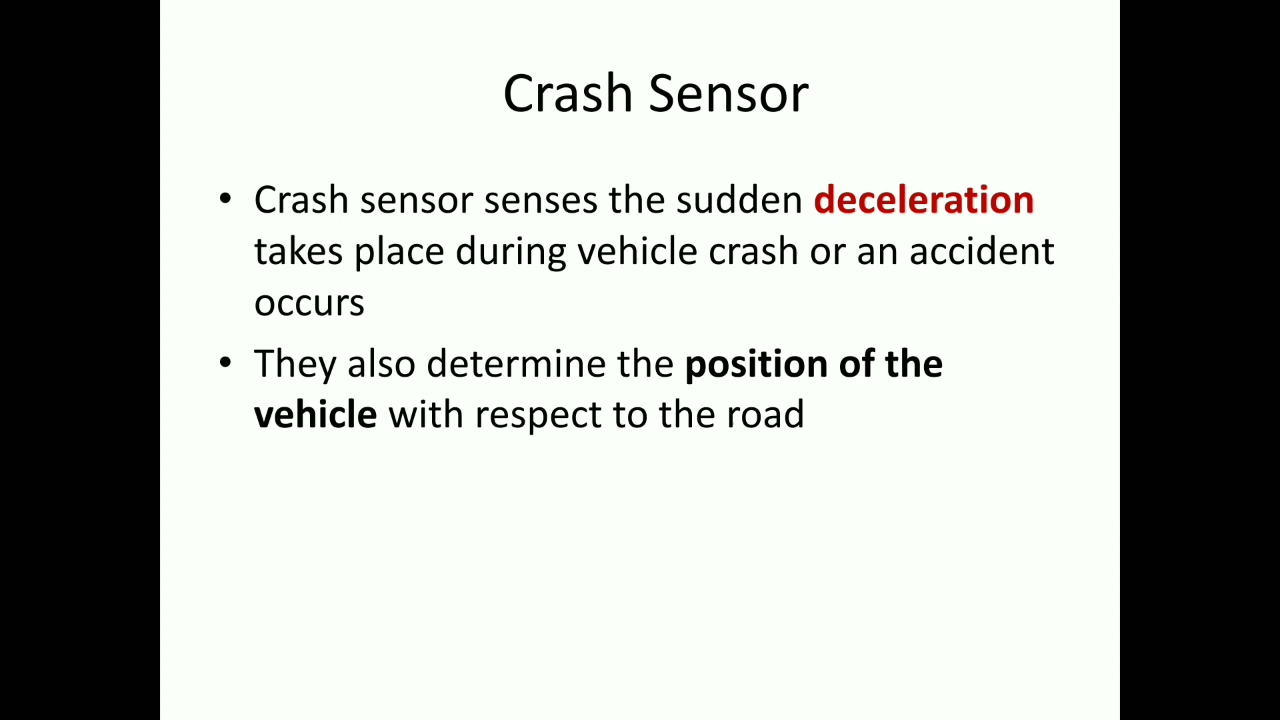 Crash Sensor
• Crash sensor senses the sudden deceleration
takes place during vehicle crash or an accident
occurs
• They also determine the position of the
vehicle with respect to the road